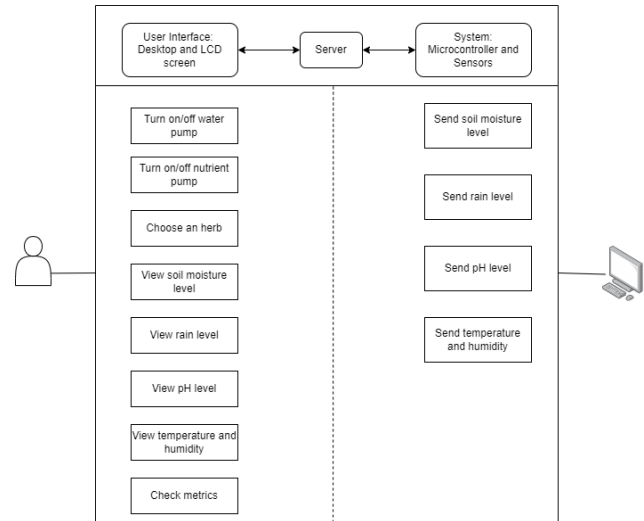 User Interface:
Desktop and LCD
screen
Server
System:
Microcontroller and
Sensors
Turn on/off water
pump
Turn on/off nutrient
pump
Choose an herb
View soil moisture
level
View rain level
View pH level
View temperature and
humidity
Check metrics
Send soil moisture
level
Send rain level
Send pH level
Send temperature
and humidity